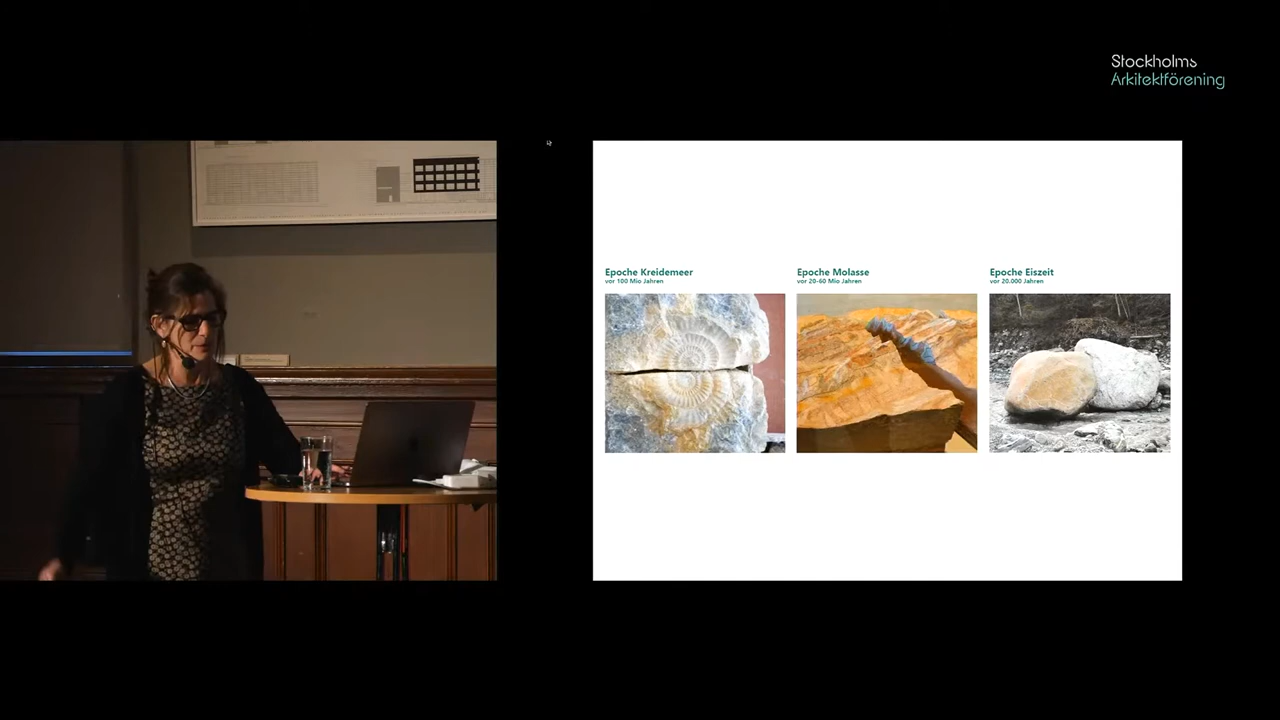 Stockholms
Arkitektförening
Epoche Kreidemeer
vor 100 Mio Jahren
Epoche Molasse
vor 20-60 Mio Jahren
Epoche Eiszeit
vor 20.000 Jahren